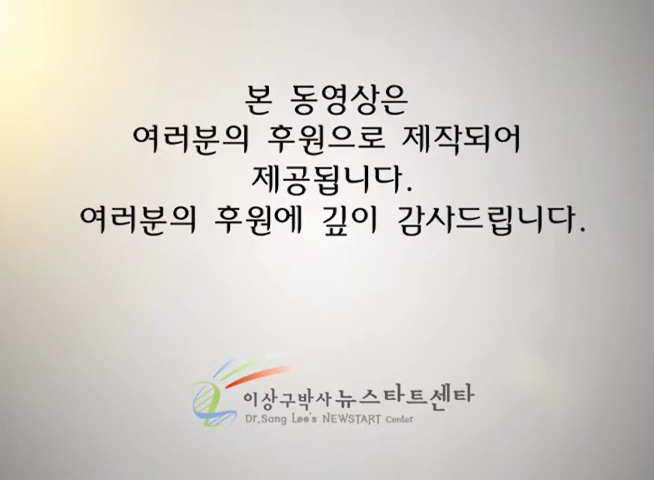 본 동영상은
여러분의 후원으로 제작되어
제공됩니다.
여러분의 후원에 깊이 감사드립니다.
이상구박사 뉴스타트센타
Dr.Sang Lee's NEWSTART Center